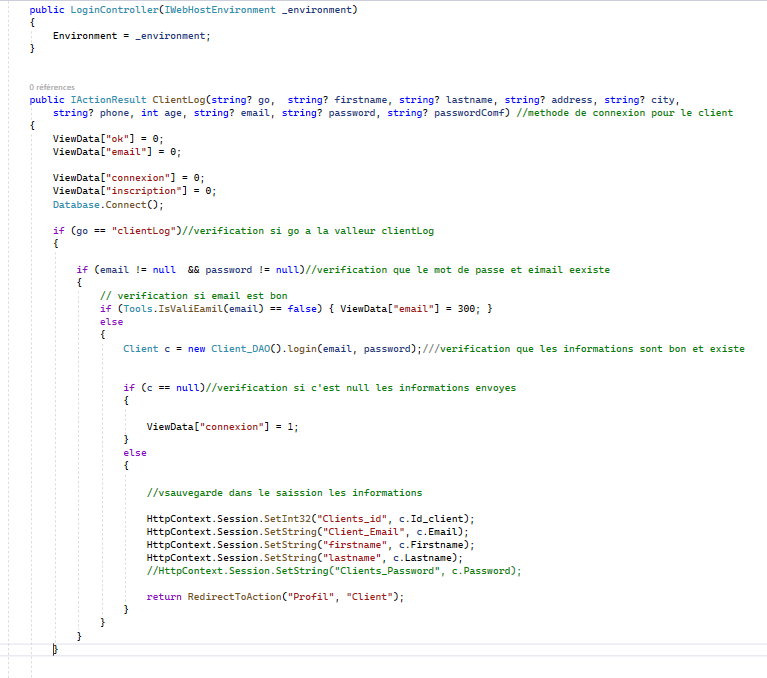 public LoginController(IWebHostEnvironment _environment)
{
Environment = _environment;
}
0 références
public IActionResult ClientLog(string? go, string? firstname, string? lastname, string? address, string? city,
string? phone, int age, string? email, string? password, string? passwordComf) //methode de connexion pour le client
{
ViewData["ok"] = 0;
ViewData["email"] = 0;
ViewData["connexion"] = 0;
ViewData["inscription"] = 0;
Database.Connect();
if (go == "clientLog")//verification si go a la valleur clientLog
{
if (email != null && password != null)//verification que le mot de passe et eimail eexiste
{
// verification si email est bon
if (Tools.IsValiEamil(email) == false) { ViewData["email"] = 300; }
else
{
Client c = new Client_DAO().login(email, password);///verification que les informations sont bon et existe
if (c == null)//verification si c'est null les informations envoyes
{
ViewData["connexion"] = 1;
}
else
{
//vsauvegarde dans le saission les informations
HttpContext.Session.SetInt32("Clients_id", c.Id_client);
HttpContext.Session.SetString("Client_Email", c.Email);
HttpContext.Session.SetString("firstname", c.Firstname);
HttpContext.Session.SetString("lastname", c.Lastname);
//HttpContext.Session.SetString("Clients_Password", c.Password);
return RedirectToAction("Profil", "Client");
}
}
}
}